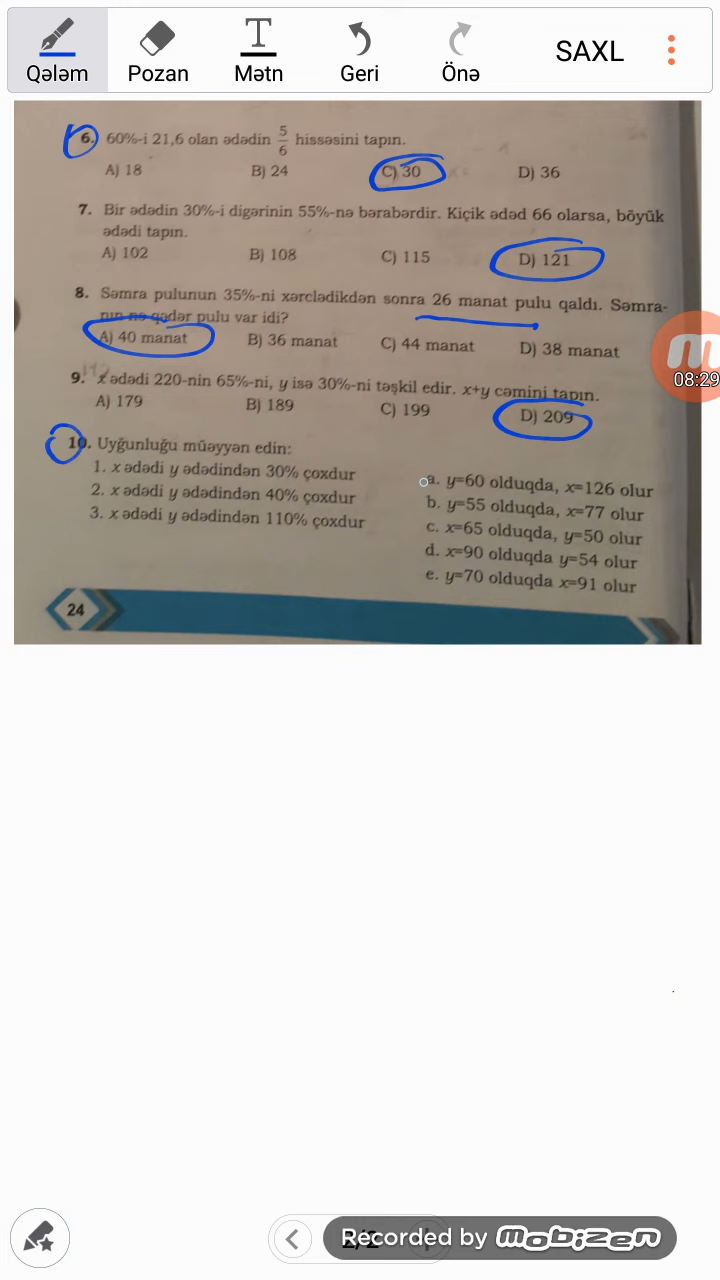 Qələm Pozan Mətn Geri Önə SAXL
6. 60%-i 21,6 olan ədədin 5/6 hissəsini tapın.
A) 18 B) 24 C) 30 D) 36
7. Bir ədədin 30%-i digərinin 55%-nə bərabərdir. Kiçik ədəd 66 olarsa, böyük
ədədi tapın.
A) 102 B) 108 C) 115 D) 121
8. Səmra pulunun 35%-ni xərclədikdən sonra 26 manat pulu qaldı. Səmra-
nın nə qədər pulu var idi?
A) 40 manat B) 36 manat C) 44 manat D) 38 manat
9. x ədədi 220-nin 65%-ni, y isə 30%-ni təşkil edir. x+y cəmini tapın.
A) 179 B) 189 C) 199 D) 209
10. Uyğunluğu müəyyən edin:
1. x ədədi y ədədindən 30% çoxdur
2. x ədədi y ədədindən 40% çoxdur
3. x ədədi y ədədindən 110% çoxdur
a. y=60 olduqda, x=126 olur
b. y=55 olduqda, x=77 olur
c. x=65 olduqda, y=50 olur
d. x=90 olduqda y=54 olur
e. y=70 olduqda x=91 olur
24
08:29
2/2
Recorded by mobizen